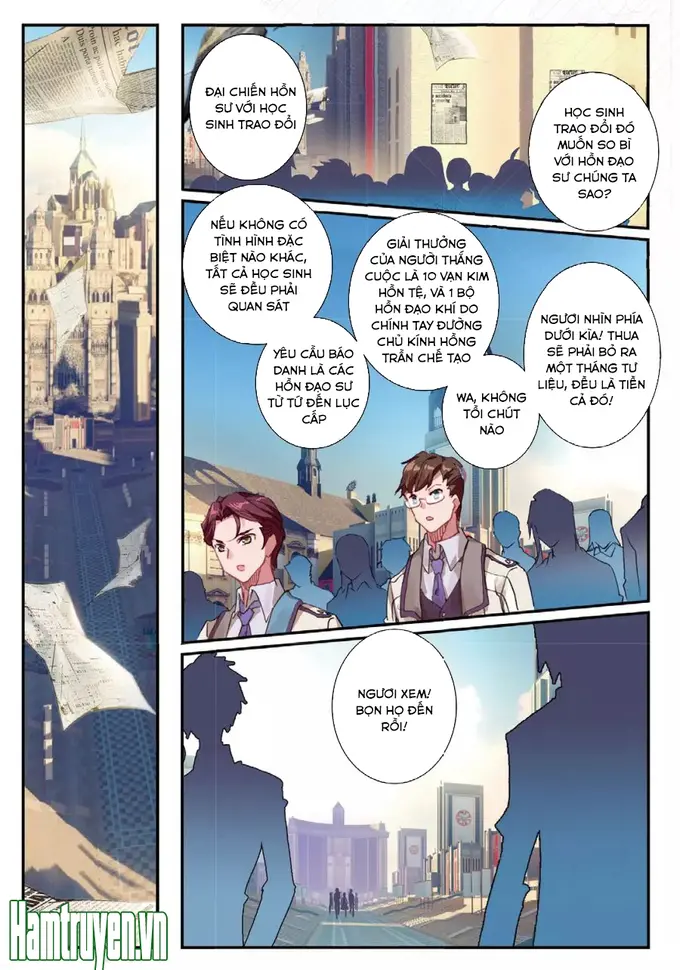 ĐẠI CHIẾN HỒN
SƯ VỚI HỌC
SINH TRAO ĐỔI
HỌC SINH
TRAO ĐỔI ĐÓ
MUỐN SO BÌ
VỚI HỒN ĐẠO
SƯ CHÚNG TA
SAO?
NẾU KHÔNG CÓ
TÌNH HÌNH ĐẶC
BIỆT NÀO KHÁC,
TẤT CẢ HỌC SINH
SẼ ĐỀU PHẢI
QUAN SÁT
YÊU CẦU BÁO
DANH LÀ CÁC
HỒN ĐẠO SƯ
TỪ TỨ ĐẾN LỤC
CẤP
GIẢI THƯỞNG
CỦA NGƯỜI THẮNG
CUỘC LÀ 10 VẠN KIM
HỒN TỆ, VÀ 1 BỘ
HỒN ĐẠO KHÍ DO
CHÍNH TAY ĐƯỜNG
CHỦ KÍNH HỒNG
TRẦN CHẾ TẠO
WA, KHÔNG
TỒI CHÚT
NÀO
NGƯƠI NHÌN PHÍA
DƯỚI KÌA! THUA
SẼ PHẢI BỎ RA
MỘT THÁNG TƯ
LIỆU, ĐỀU LÀ TIỀN
CẢ ĐÓ!
NGƯƠI XEM!
BỌN HỌ ĐẾN
RỒI!
Hamtruyen.vn